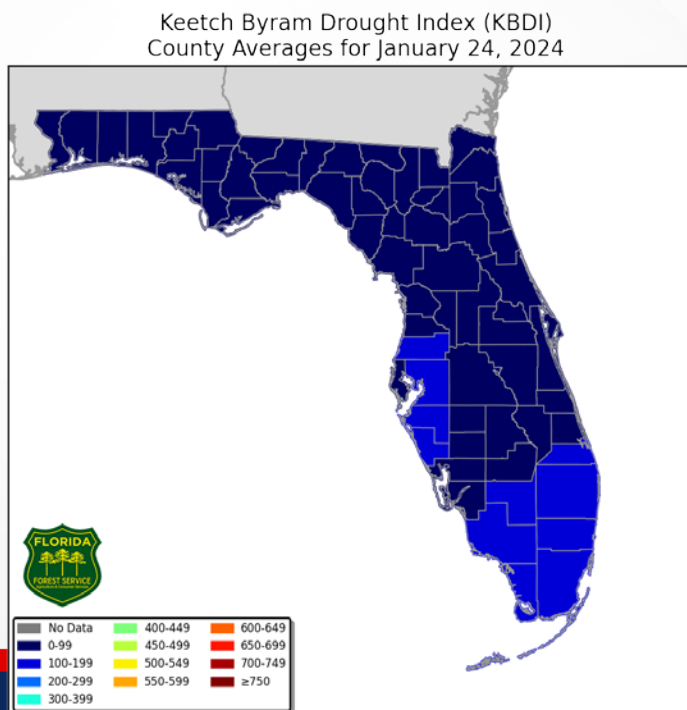 Keetch Byram Drought Index (KBDI)
County Averages for January 24, 2024
FLORIDA
FOREST SERVICE
No Data
0-99
100-199
200-299
300-399
400-449
450-499
500-549
550-599
600-649
650-699
700-749
≥750